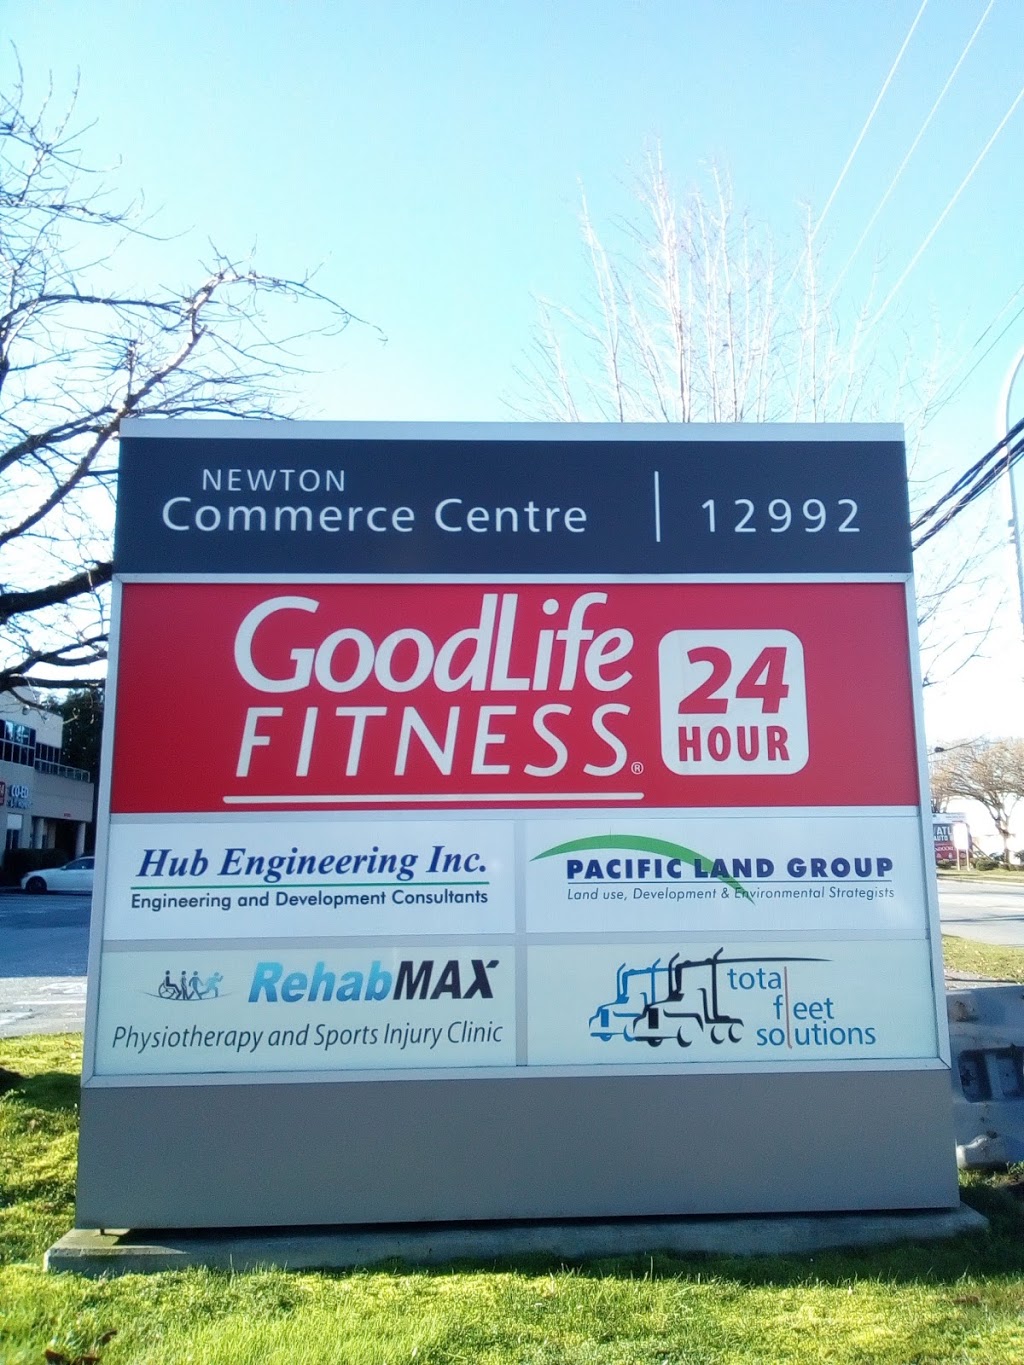 NEWTON
Commerce Centre | 12992
GOODLIFE
FITNESS®
24
HOUR
Hub Engineering Inc.
Engineering and Development Consultants
PACIFIC LAND GROUP
Land use, Development & Environmental Strategists
RehabMAX
Physiotherapy and Sports Injury Clinic
total
fleet
solutions